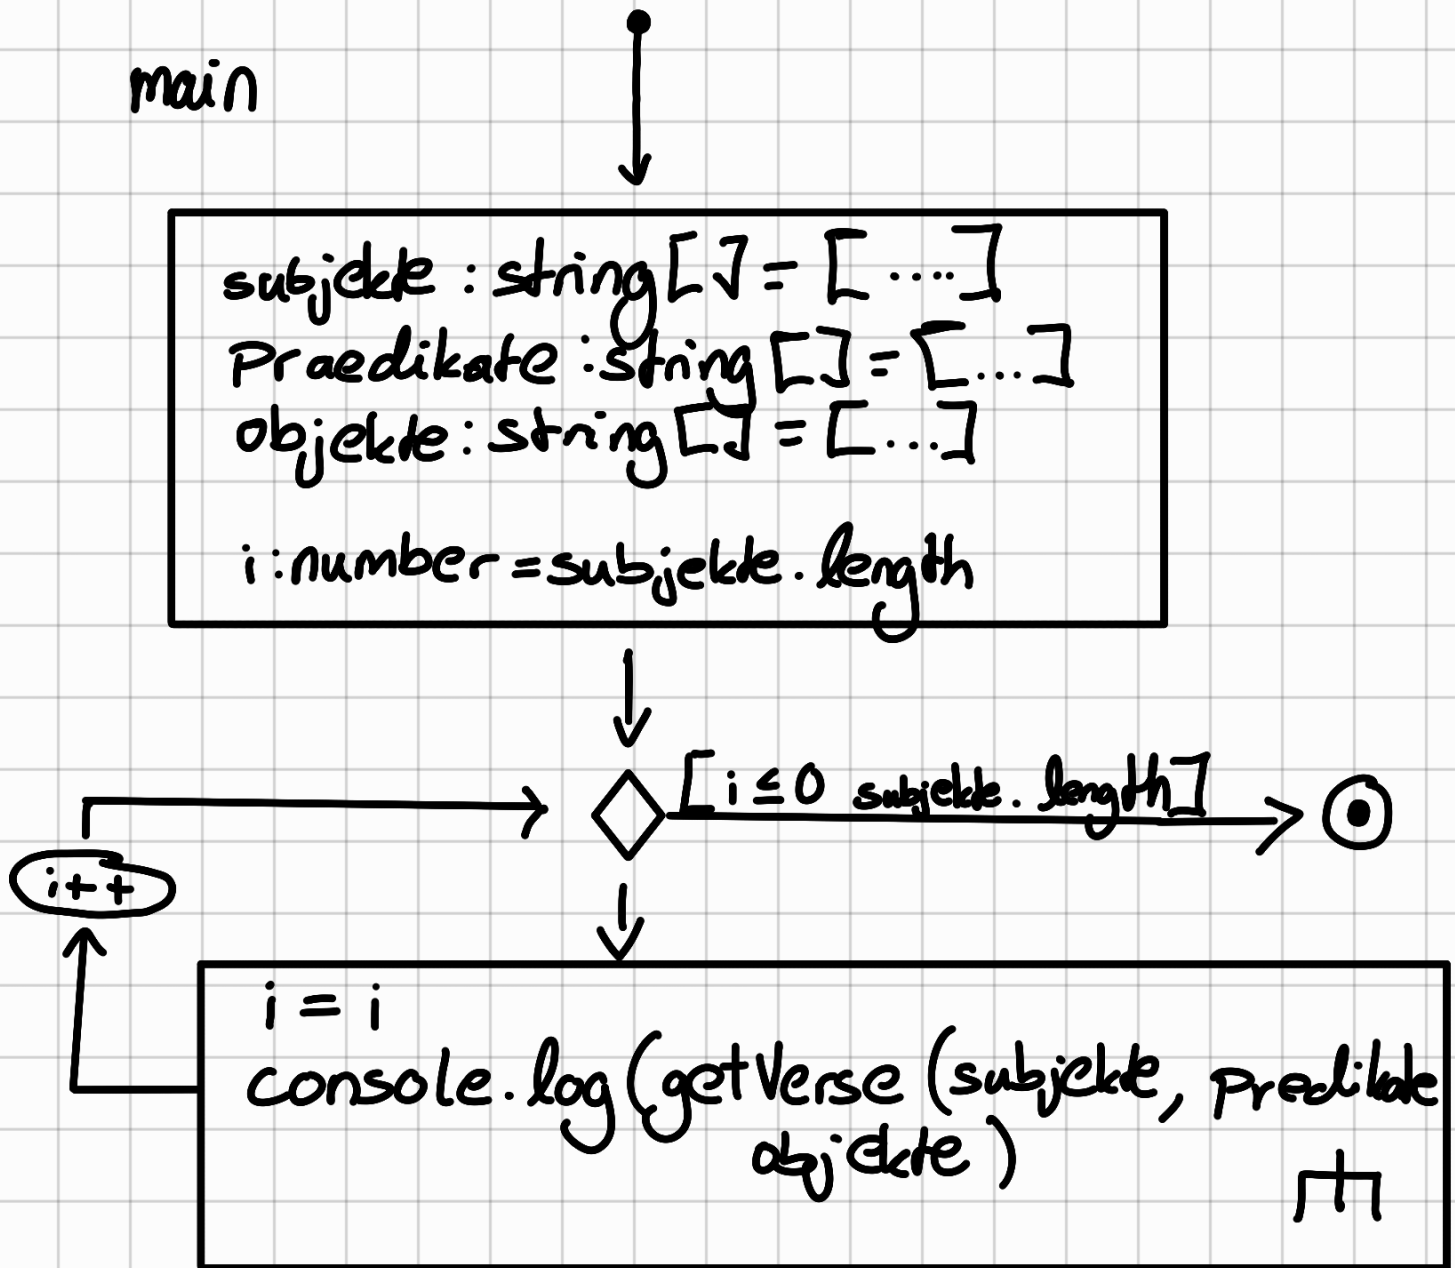 main
subjekte : string [] = [....]
Praedikate : string [] = [...]
objekte : string [] = [...]
i : number = subjekte . length
[ i ≤ 0 subjekte . length]
i++
i = i
console.log (getVerse (subjekte, predikate
objekte)